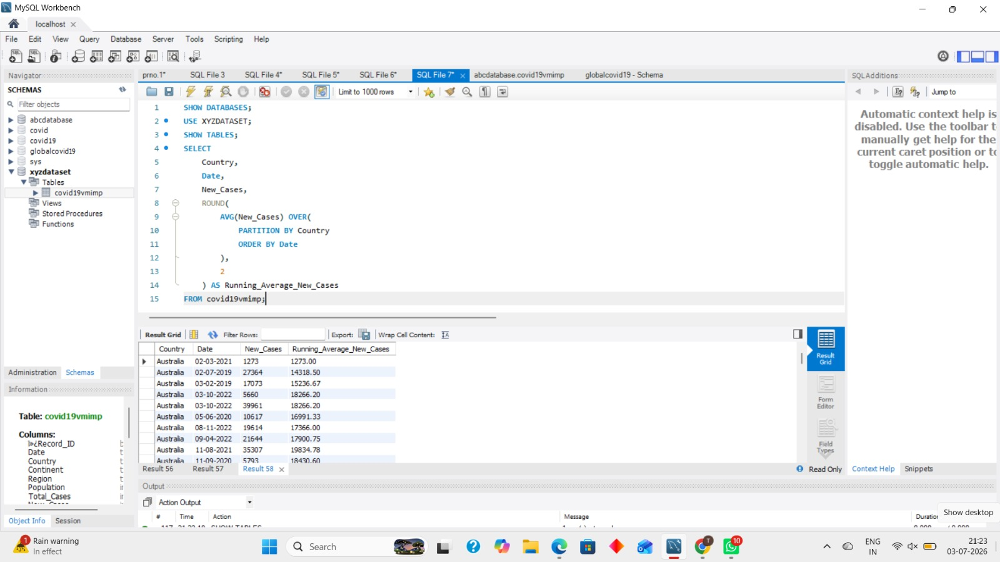 MySQL Workbench
localhost
File Edit View Query Database Server Tools Scripting Help
Navigator
SCHEMAS
Filter objects
abcdatabase
covid
covid19
globalcovid19
sys
xyzdataset
Tables
covid19vmimp
Views
Stored Procedures
Functions
Administration Schemas
Information
Table: covid19vmimp
Columns:
ï»¿Record_ID
Date
Country
Continent
Region
Population
Total_Cases
Object Info Session
prno.1* SQL File 3 SQL File 4* SQL File 5* SQL File 6* SQL File 7* abcdatabase.covid19vmimp globalcovid19 - Schema
Limit to 1000 rows
1 SHOW DATABASES;
2 USE XYZDATASET;
3 SHOW TABLES;
4 SELECT
5 Country,
6 Date,
7 New_Cases,
8 ROUND(
9 AVG(New_Cases) OVER(
10 PARTITION BY Country
11 ORDER BY Date
12 ),
13 2
14 ) AS Running_Average_New_Cases
15 FROM covid19vmimp;
Result Grid Filter Rows: Export: Wrap Cell Content:
Country Date New_Cases Running_Average_New_Cases
Australia 02-03-2021 1273 1273.00
Australia 02-07-2019 27364 14318.50
Australia 03-02-2019 17073 15236.67
Australia 03-10-2022 5660 18266.20
Australia 03-10-2022 39961 18266.20
Australia 05-06-2020 10617 16991.33
Australia 08-11-2022 19614 17366.00
Australia 09-04-2022 21644 17900.75
Australia 11-08-2021 35307 19834.78
Australia 11-09-2020 5793 18430.60
Result 56 Result 57 Result 58
Result Grid
Form Editor
Field Types
Read Only
Output
Action Output
# Time Action Message
SHOW TABLES
SQLAdditions
Jump to
Automatic context help is
disabled. Use the toolbar
manually get help for the
current caret position or
toggle automatic help.
Context Help Snippets
Show desktop
1
Rain warning
In effect
Search
T
10
ENG
IN
21:23
03-07-2026